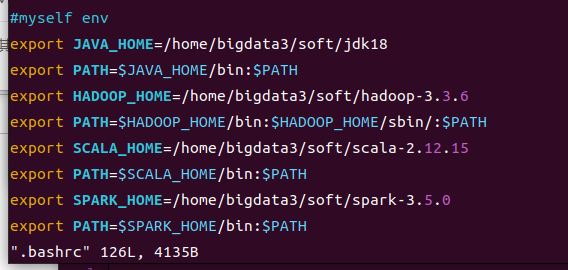 #myself env
export JAVA_HOME=/home/bigdata3/soft/jdk18
export PATH=$JAVA_HOME/bin:$PATH
export HADOOP_HOME=/home/bigdata3/soft/hadoop-3.3.6
export PATH=$HADOOP_HOME/bin:$HADOOP_HOME/sbin/:$PATH
export SCALA_HOME=/home/bigdata3/soft/scala-2.12.15
export PATH=$SCALA_HOME/bin:$PATH
export SPARK_HOME=/home/bigdata3/soft/spark-3.5.0
export PATH=$SPARK_HOME/bin:$PATH
".bashrc" 126L, 4135B